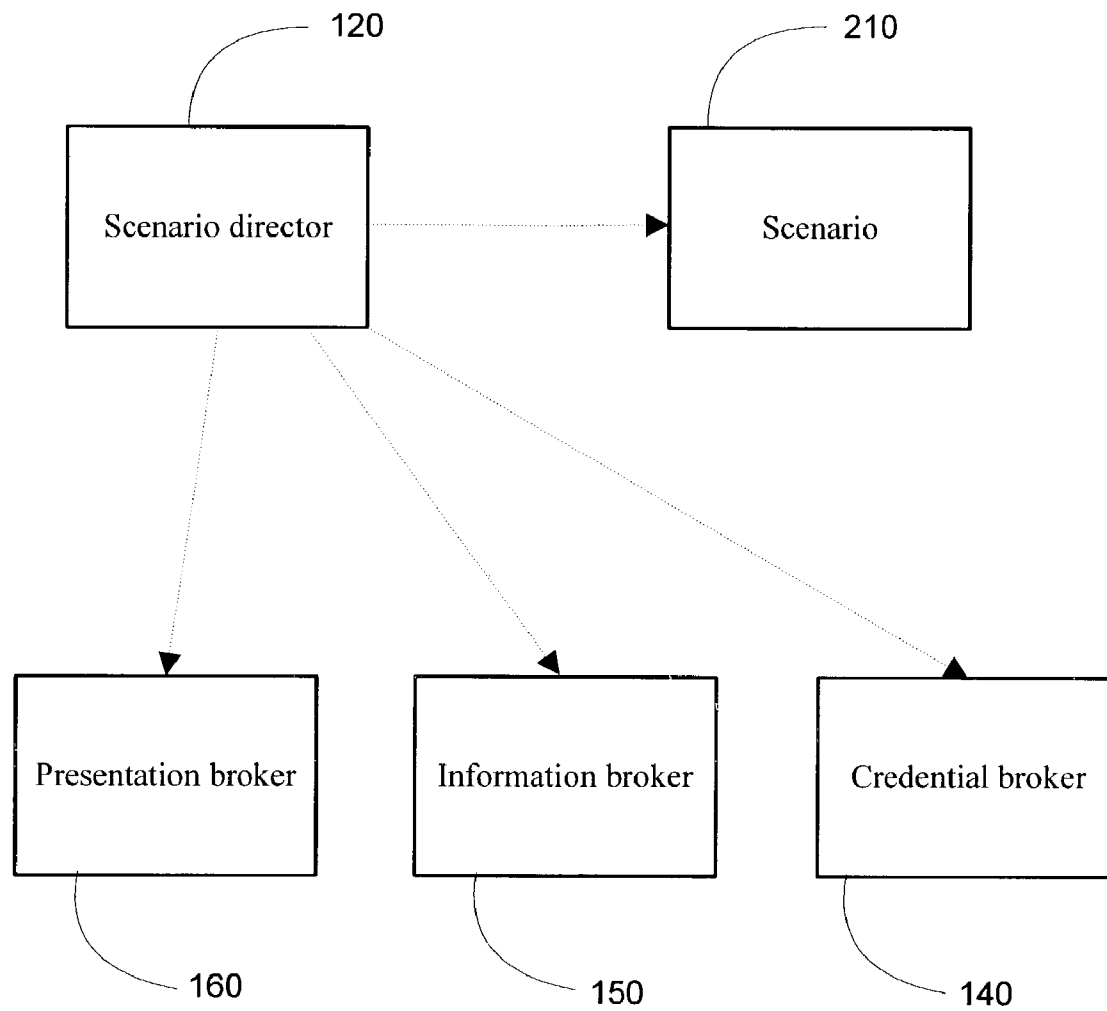 120
210
Scenario director
Scenario
Presentation broker
Information broker
Credential broker
160
150
140